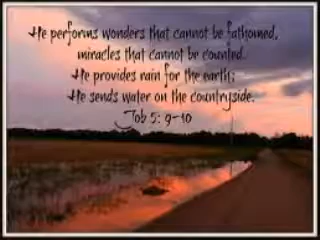 He performs wonders that cannot be fathomed,
miracles that cannot be counted.
He provides rain for the earth;
He sends water on the countryside.
Job 5: 9-10